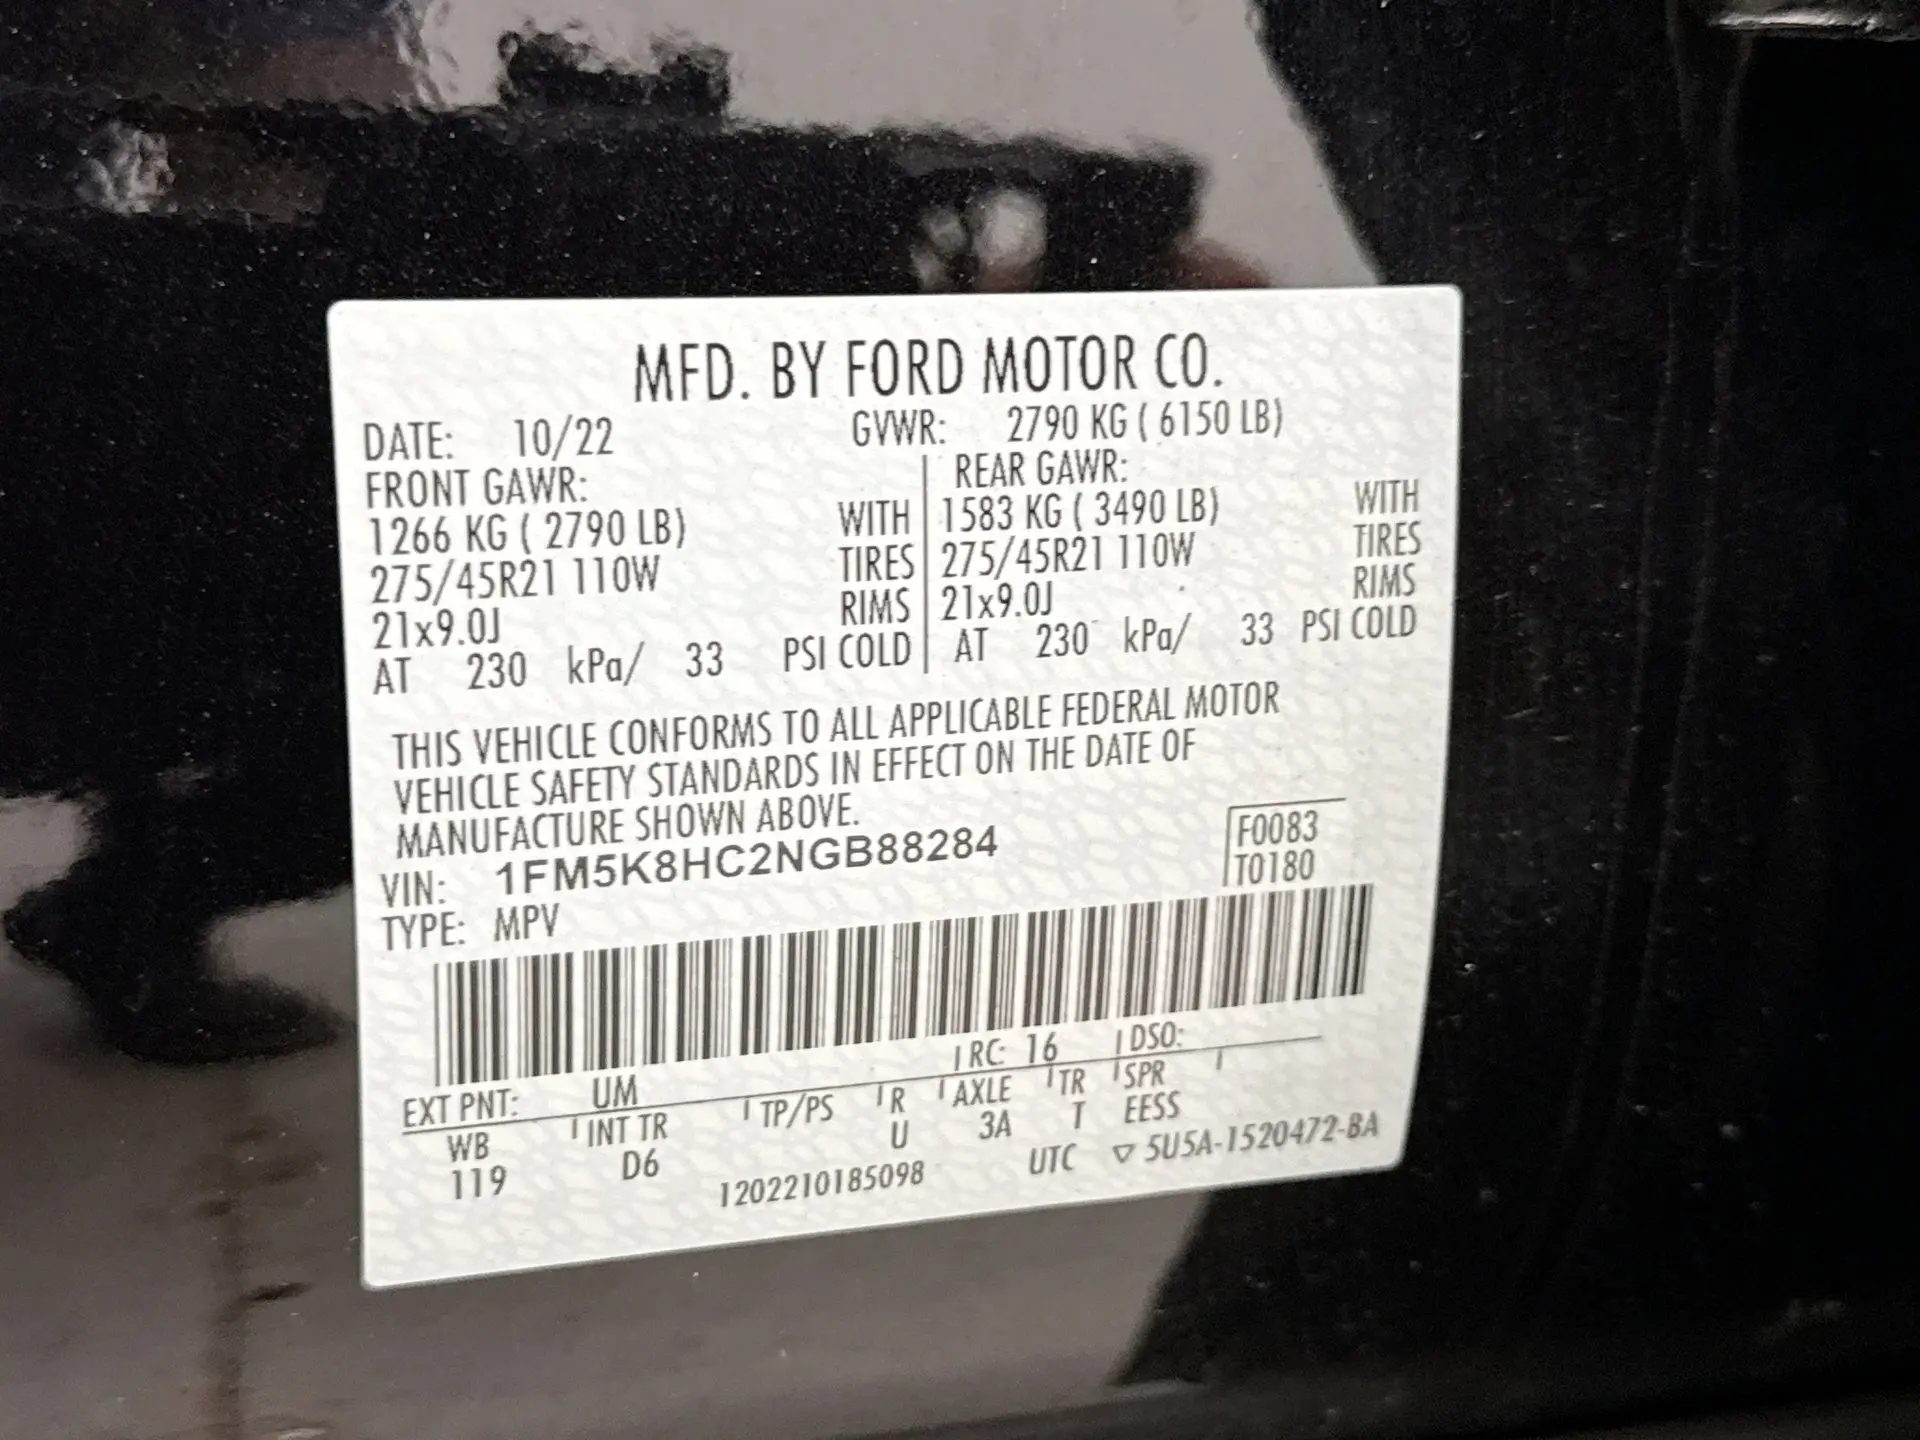 MFD. BY FORD MOTOR CO.
DATE: 10/22 GVWR: 2790 KG ( 6150 LB)
FRONT GAWR: REAR GAWR:
1266 KG ( 2790 LB) WITH 1583 KG ( 3490 LB) WITH
275/45R21 110W TIRES 275/45R21 110W TIRES
21x9.0J RIMS 21x9.0J RIMS
AT 230 kPa/ 33 PSI COLD AT 230 kPa/ 33 PSI COLD
THIS VEHICLE CONFORMS TO ALL APPLICABLE FEDERAL MOTOR
VEHICLE SAFETY STANDARDS IN EFFECT ON THE DATE OF
MANUFACTURE SHOWN ABOVE.
VIN: 1FM5K8HC2NGB88284 F0083
TYPE: MPV T0180
EXT PNT: UM RC: 16 DSO:
WB INT TR TP/PS R AXLE TR SPR
119 D6 U 3A T EESS
1202210185098 UTC ▽ 5U5A-1520472-BA